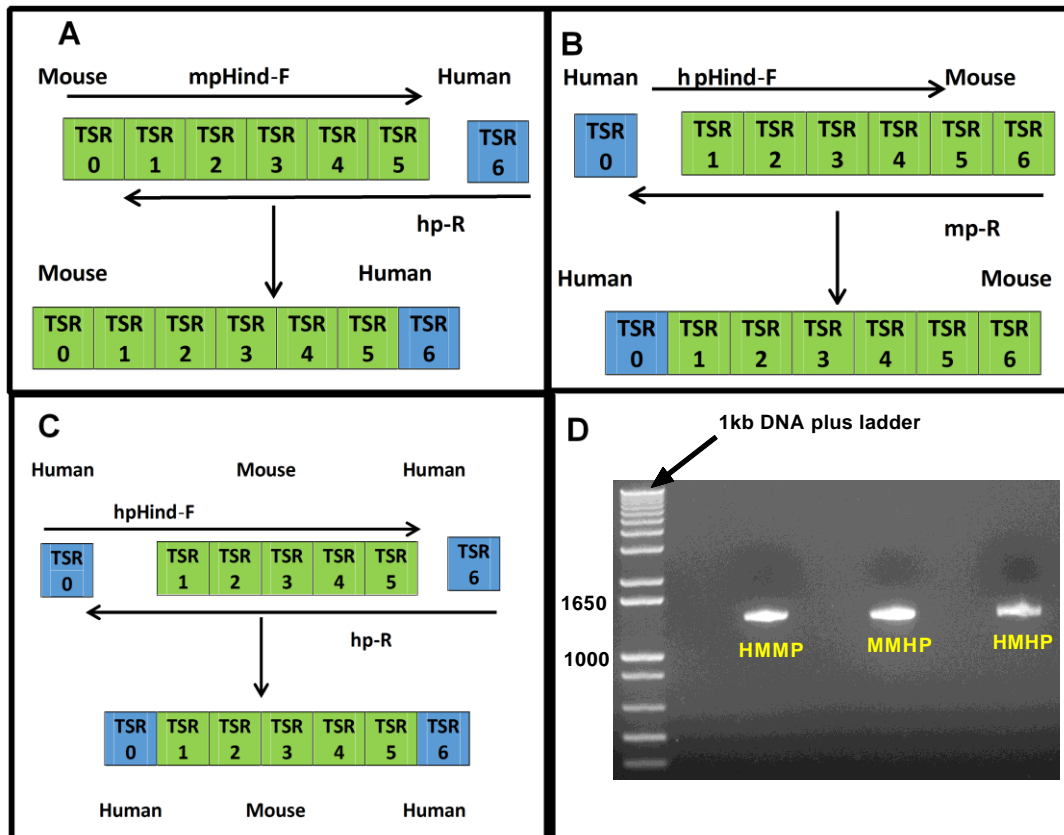 A
Mouse mpHind-F Human
TSR TSR TSR TSR TSR TSR TSR
0 1 2 3 4 5 6
hp-R
Mouse Human
TSR TSR TSR TSR TSR TSR TSR
0 1 2 3 4 5 6
B
Human hpHind-F Mouse
TSR TSR TSR TSR TSR TSR TSR
0 1 2 3 4 5 6
mp-R
Human Mouse
TSR TSR TSR TSR TSR TSR TSR
0 1 2 3 4 5 6
C
Human Mouse Human
hpHind-F
TSR TSR TSR TSR TSR TSR TSR
0 1 2 3 4 5 6
hp-R
TSR TSR TSR TSR TSR TSR TSR
0 1 2 3 4 5 6
Human Mouse Human
D
1kb DNA plus ladder
1650
HMMP MMHP HMHP
1000